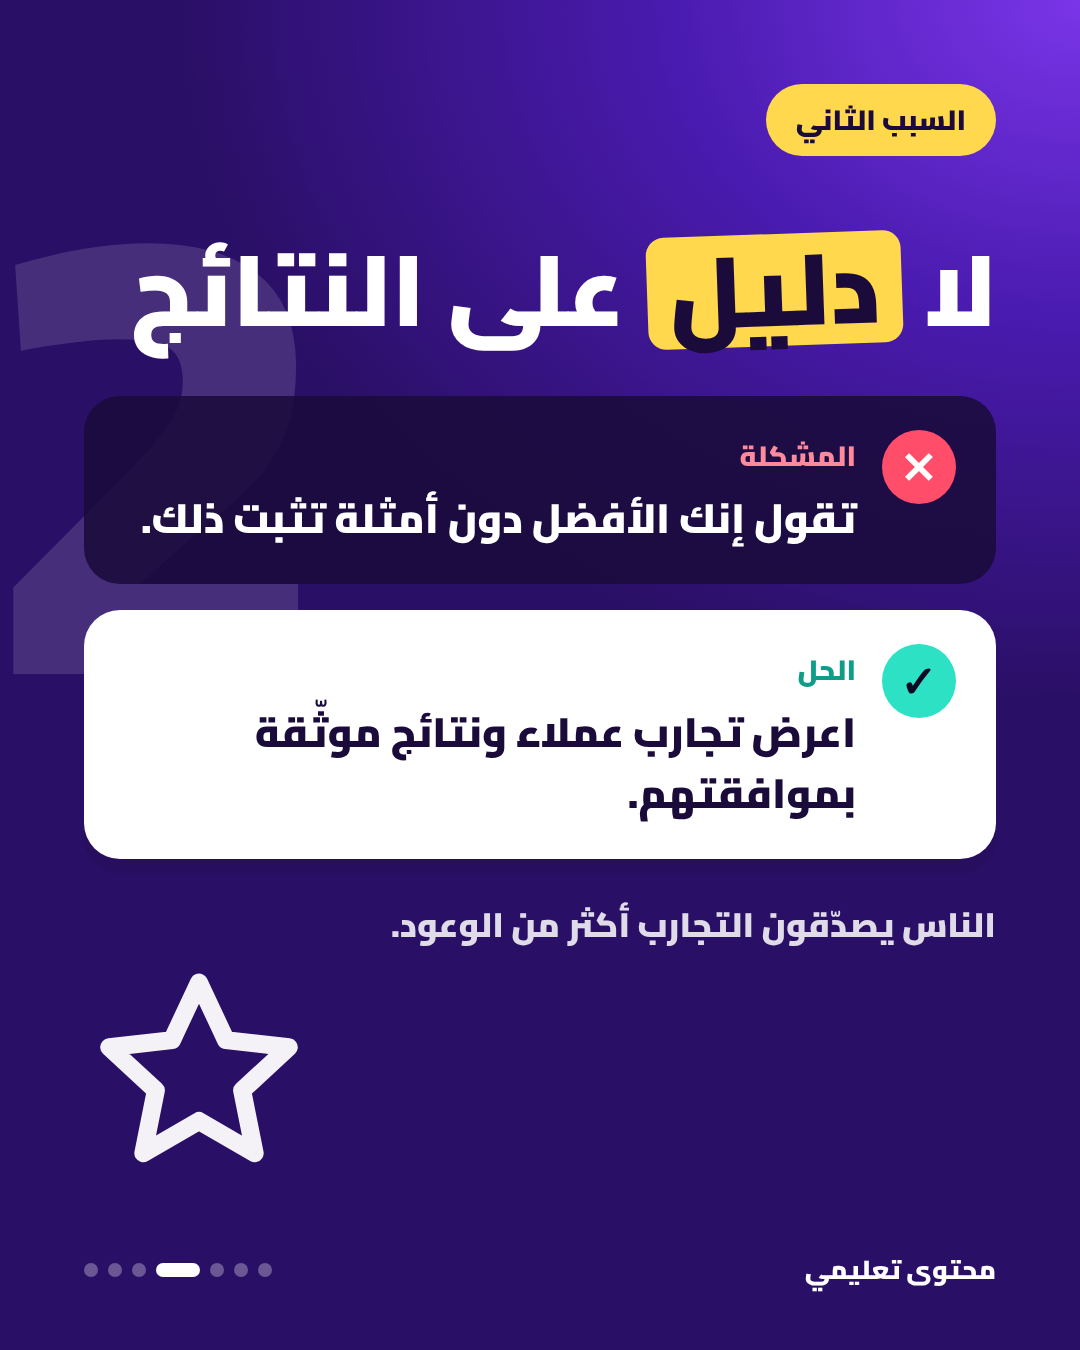 السبب الثاني
لا دليل على النتائج
2
المشكلة
تقول إنك الأفضل دون أمثلة تثبت ذلك.
الحل
اعرض تجارب عملاء ونتائج موثّقة
بموافقتهم.
الناس يصدّقون التجارب أكثر من الوعود.
محتوى تعليمي